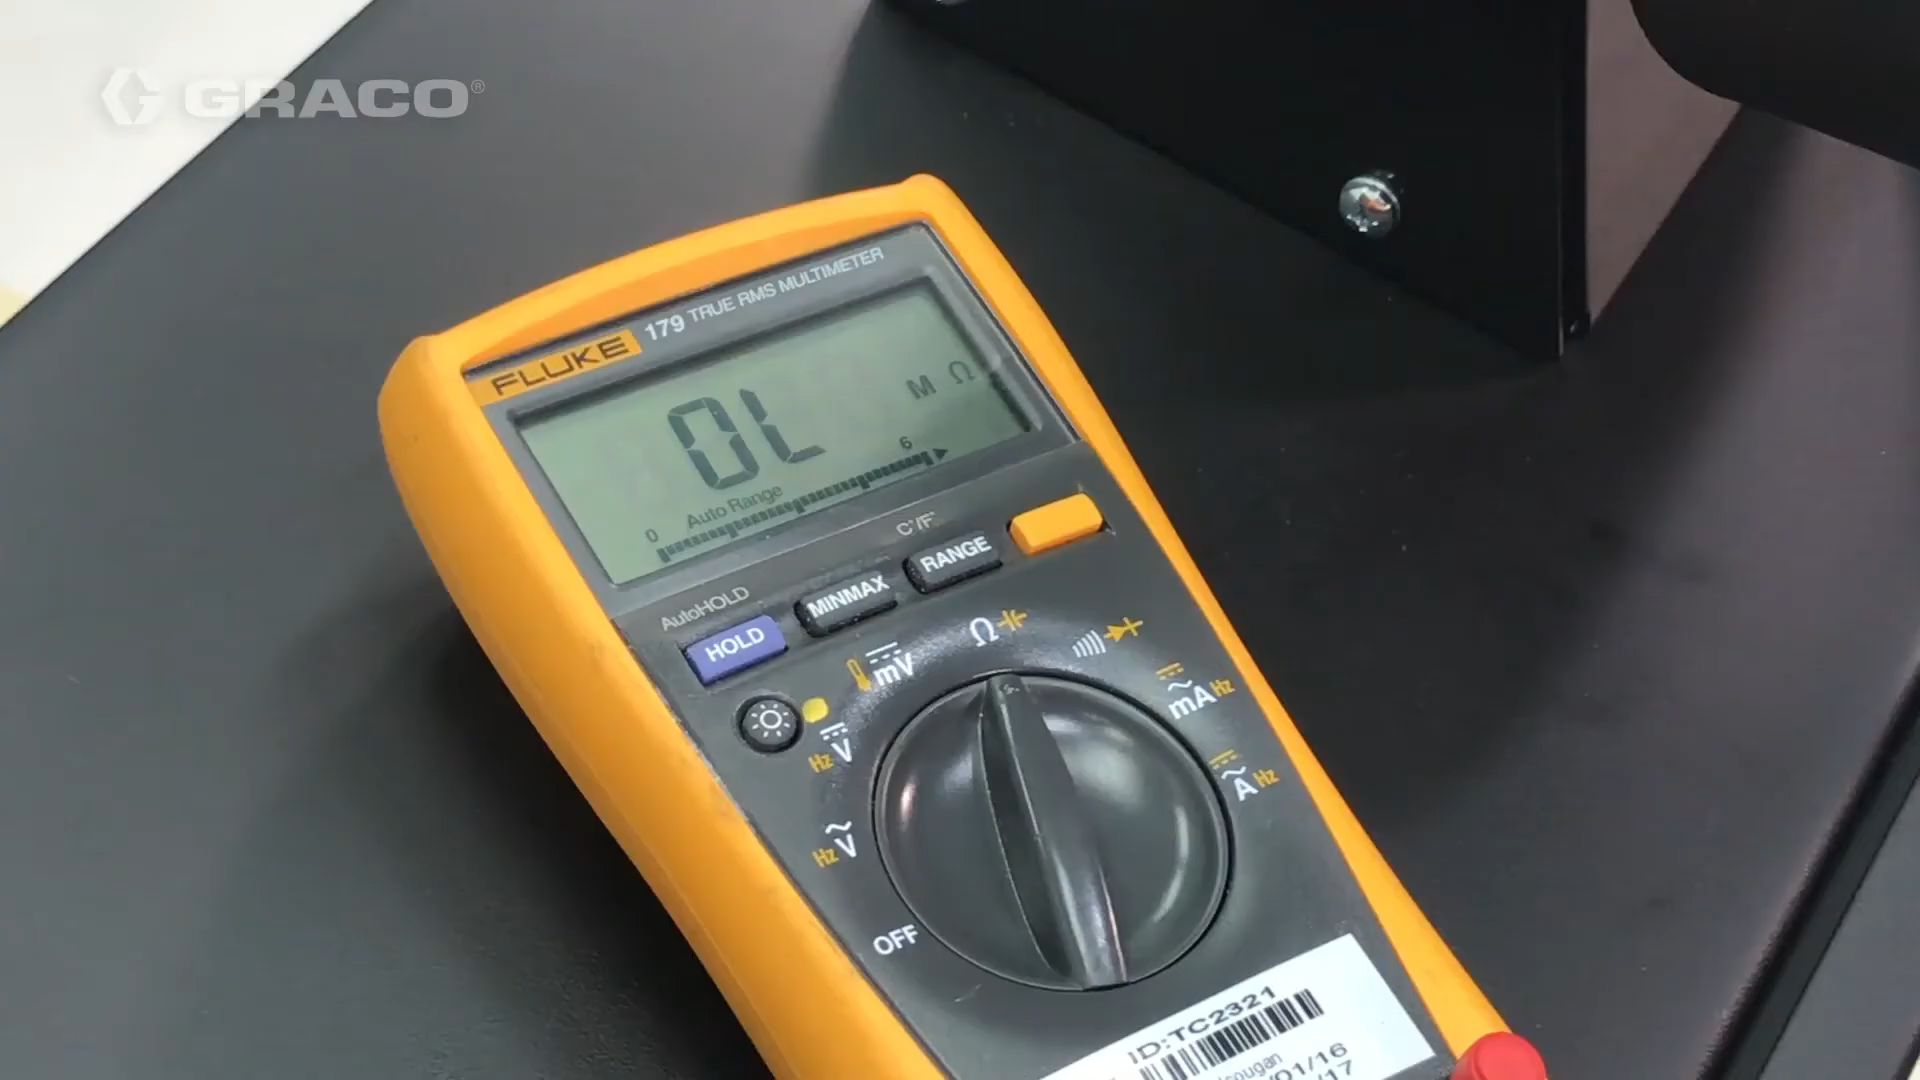 GRACO®
FLUKE 179 TRUE RMS MULTIMETER
OL M Ω
0 Auto Range 6
C°/F°
AutoHOLD
HOLD MINMAX RANGE
mV Ω
Hz V mA Hz
Hz V A Hz
OFF
ID:TC2321